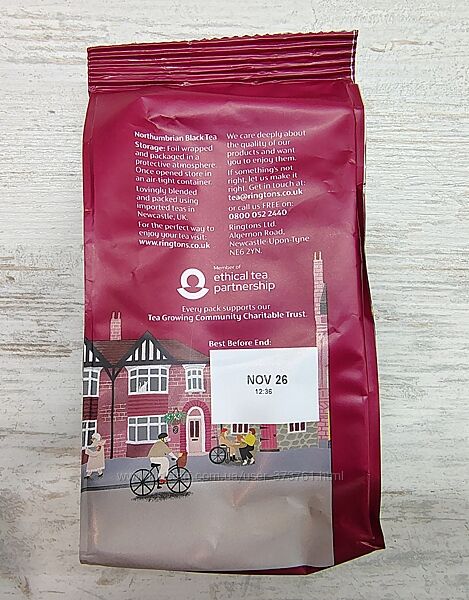 Northumbrian Black Tea
Storage: Foil wrapped
and packaged in a
protective atmosphere.
Once opened store in
an air-tight container.
Lovingly blended
and packed using
imported teas in
Newcastle, UK.
For the perfect way to
enjoy your tea visit:
www.ringtons.co.uk
We care deeply about
the quality of our
products and want
you to enjoy them.
If something's not
right, let us make it
right. Get in touch at:
tea@ringtons.co.uk
or call us FREE on:
0800 052 2440
Ringtons Ltd.
Algernon Road,
Newcastle-Upon-Tyne
NE6 2YN.
Member of
ethical tea
partnership
Every pack supports our
Tea Growing Community Charitable Trust.
Best Before End:
NOV 26
12:36